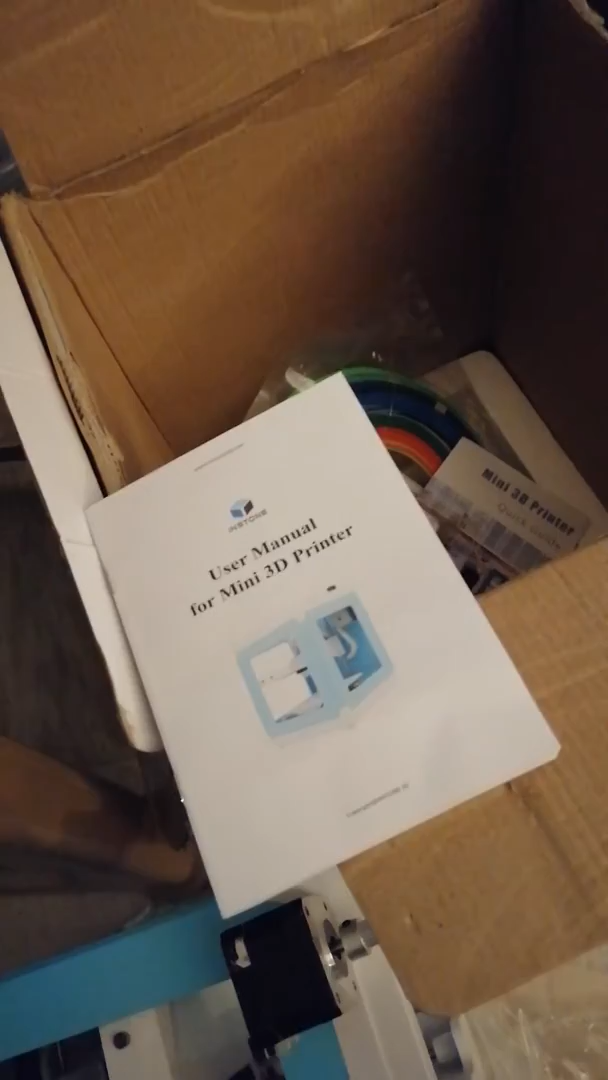 INSTONE
User Manual
for Mini 3D Printer
Mini 3D Printer
Quick Guide